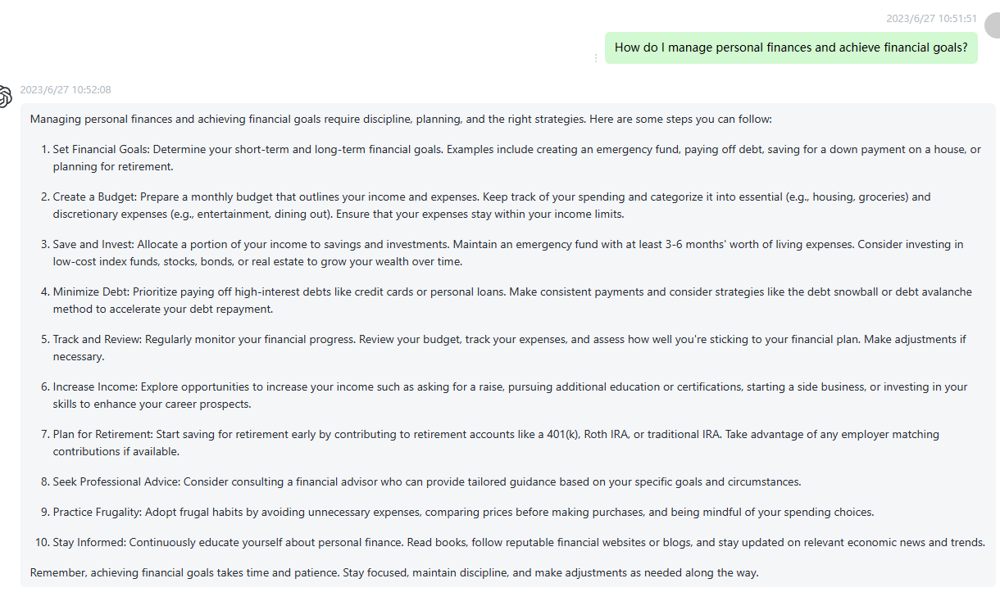 2023/6/27 10:51:51
How do I manage personal finances and achieve financial goals?
2023/6/27 10:52:08
Managing personal finances and achieving financial goals require discipline, planning, and the right strategies. Here are some steps you can follow:
1. Set Financial Goals: Determine your short-term and long-term financial goals. Examples include creating an emergency fund, paying off debt, saving for a down payment on a house, or
planning for retirement.
2. Create a Budget: Prepare a monthly budget that outlines your income and expenses. Keep track of your spending and categorize it into essential (e.g., housing, groceries) and
discretionary expenses (e.g., entertainment, dining out). Ensure that your expenses stay within your income limits.
3. Save and Invest: Allocate a portion of your income to savings and investments. Maintain an emergency fund with at least 3-6 months' worth of living expenses. Consider investing in
low-cost index funds, stocks, bonds, or real estate to grow your wealth over time.
4. Minimize Debt: Prioritize paying off high-interest debts like credit cards or personal loans. Make consistent payments and consider strategies like the debt snowball or debt avalanche
method to accelerate your debt repayment.
5. Track and Review: Regularly monitor your financial progress. Review your budget, track your expenses, and assess how well you're sticking to your financial plan. Make adjustments if
necessary.
6. Increase Income: Explore opportunities to increase your income such as asking for a raise, pursuing additional education or certifications, starting a side business, or investing in your
skills to enhance your career prospects.
7. Plan for Retirement: Start saving for retirement early by contributing to retirement accounts like a 401(k), Roth IRA, or traditional IRA. Take advantage of any employer matching
contributions if available.
8. Seek Professional Advice: Consider consulting a financial advisor who can provide tailored guidance based on your specific goals and circumstances.
9. Practice Frugality: Adopt frugal habits by avoiding unnecessary expenses, comparing prices before making purchases, and being mindful of your spending choices.
10. Stay Informed: Continuously educate yourself about personal finance. Read books, follow reputable financial websites or blogs, and stay updated on relevant economic news and trends.
Remember, achieving financial goals takes time and patience. Stay focused, maintain discipline, and make adjustments as needed along the way.